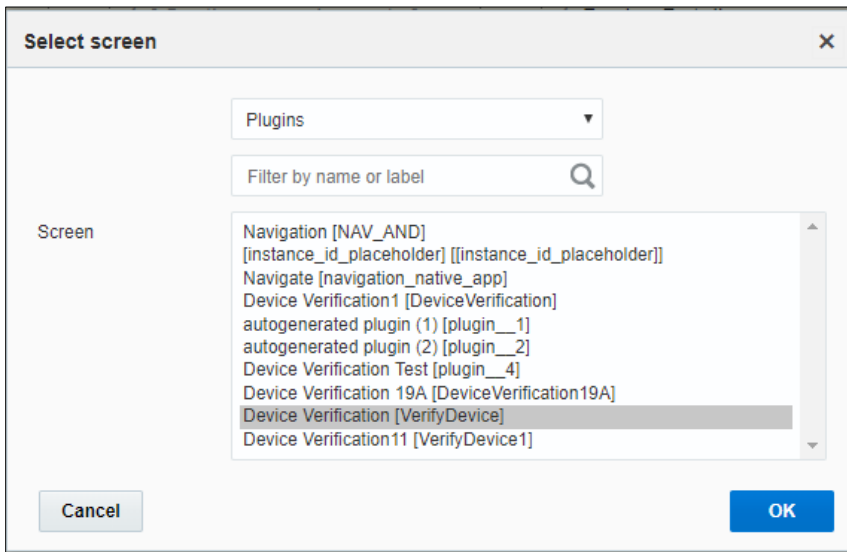 Select screen
Plugins
Filter by name or label
Screen
Navigation [NAV_AND]
[instance_id_placeholder] [[instance_id_placeholder]]
Navigate [navigation_native_app]
Device Verification1 [DeviceVerification]
autogenerated plugin (1) [plugin__1]
autogenerated plugin (2) [plugin__2]
Device Verification Test [plugin__4]
Device Verification 19A [DeviceVerification19A]
Device Verification [VerifyDevice]
Device Verification11 [VerifyDevice1]
Cancel
OK